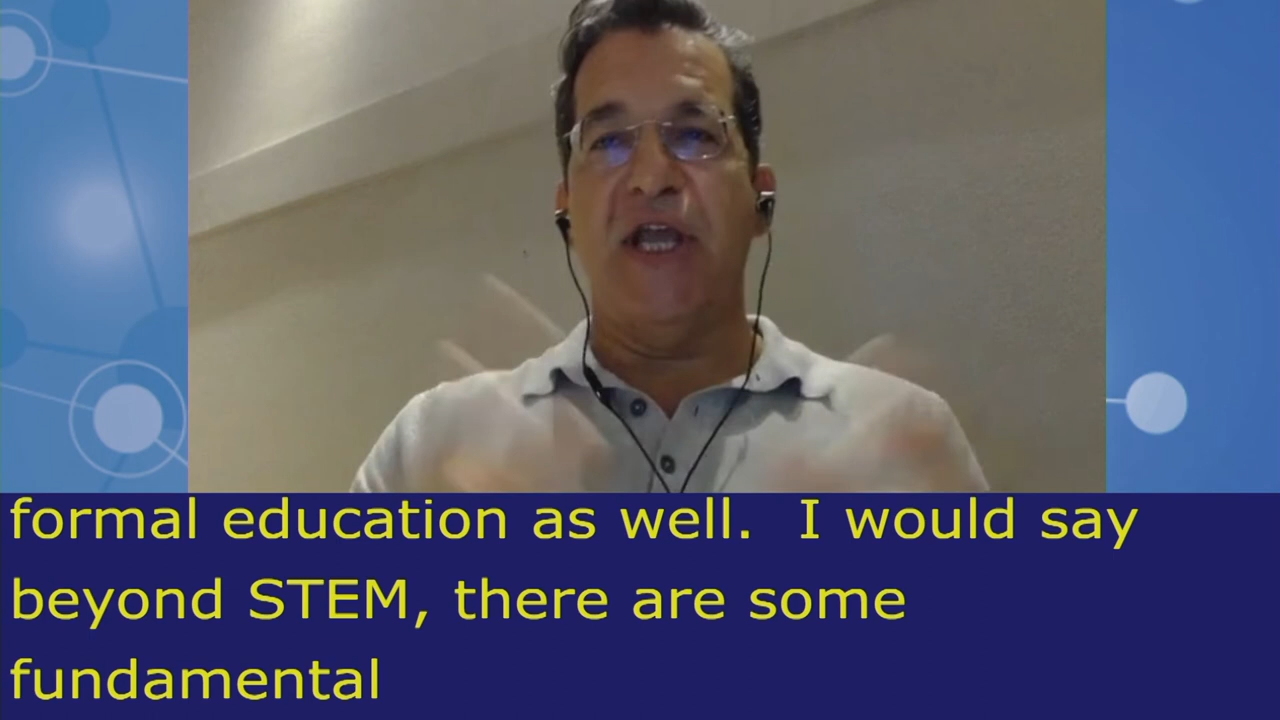 formal education as well.  I would say
beyond STEM, there are some
fundamental